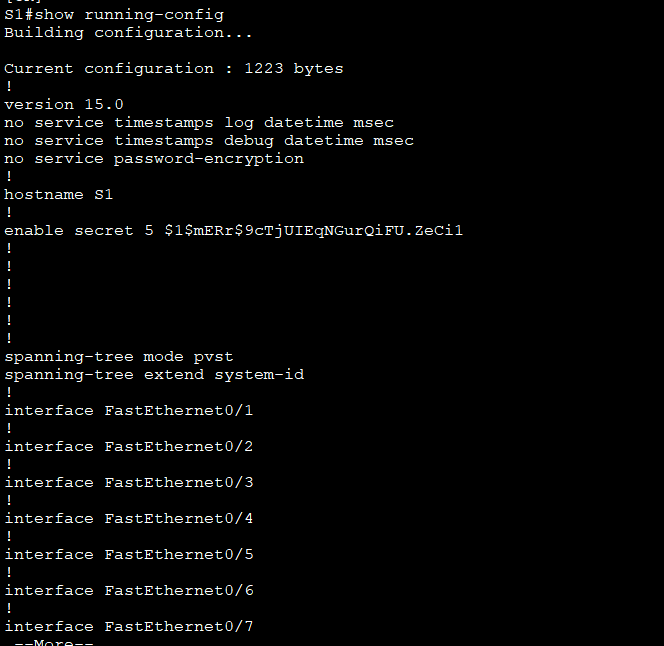 S1#show running-config
Building configuration...
Current configuration : 1223 bytes
!
version 15.0
no service timestamps log datetime msec
no service timestamps debug datetime msec
no service password-encryption
!
hostname S1
!
enable secret 5 $1$mERr$9cTjUIEqNGurQiFU.ZeCi1
!
!
!
!
!
!
spanning-tree mode pvst
spanning-tree extend system-id
!
interface FastEthernet0/1
!
interface FastEthernet0/2
!
interface FastEthernet0/3
!
interface FastEthernet0/4
!
interface FastEthernet0/5
!
interface FastEthernet0/6
!
interface FastEthernet0/7
--More--